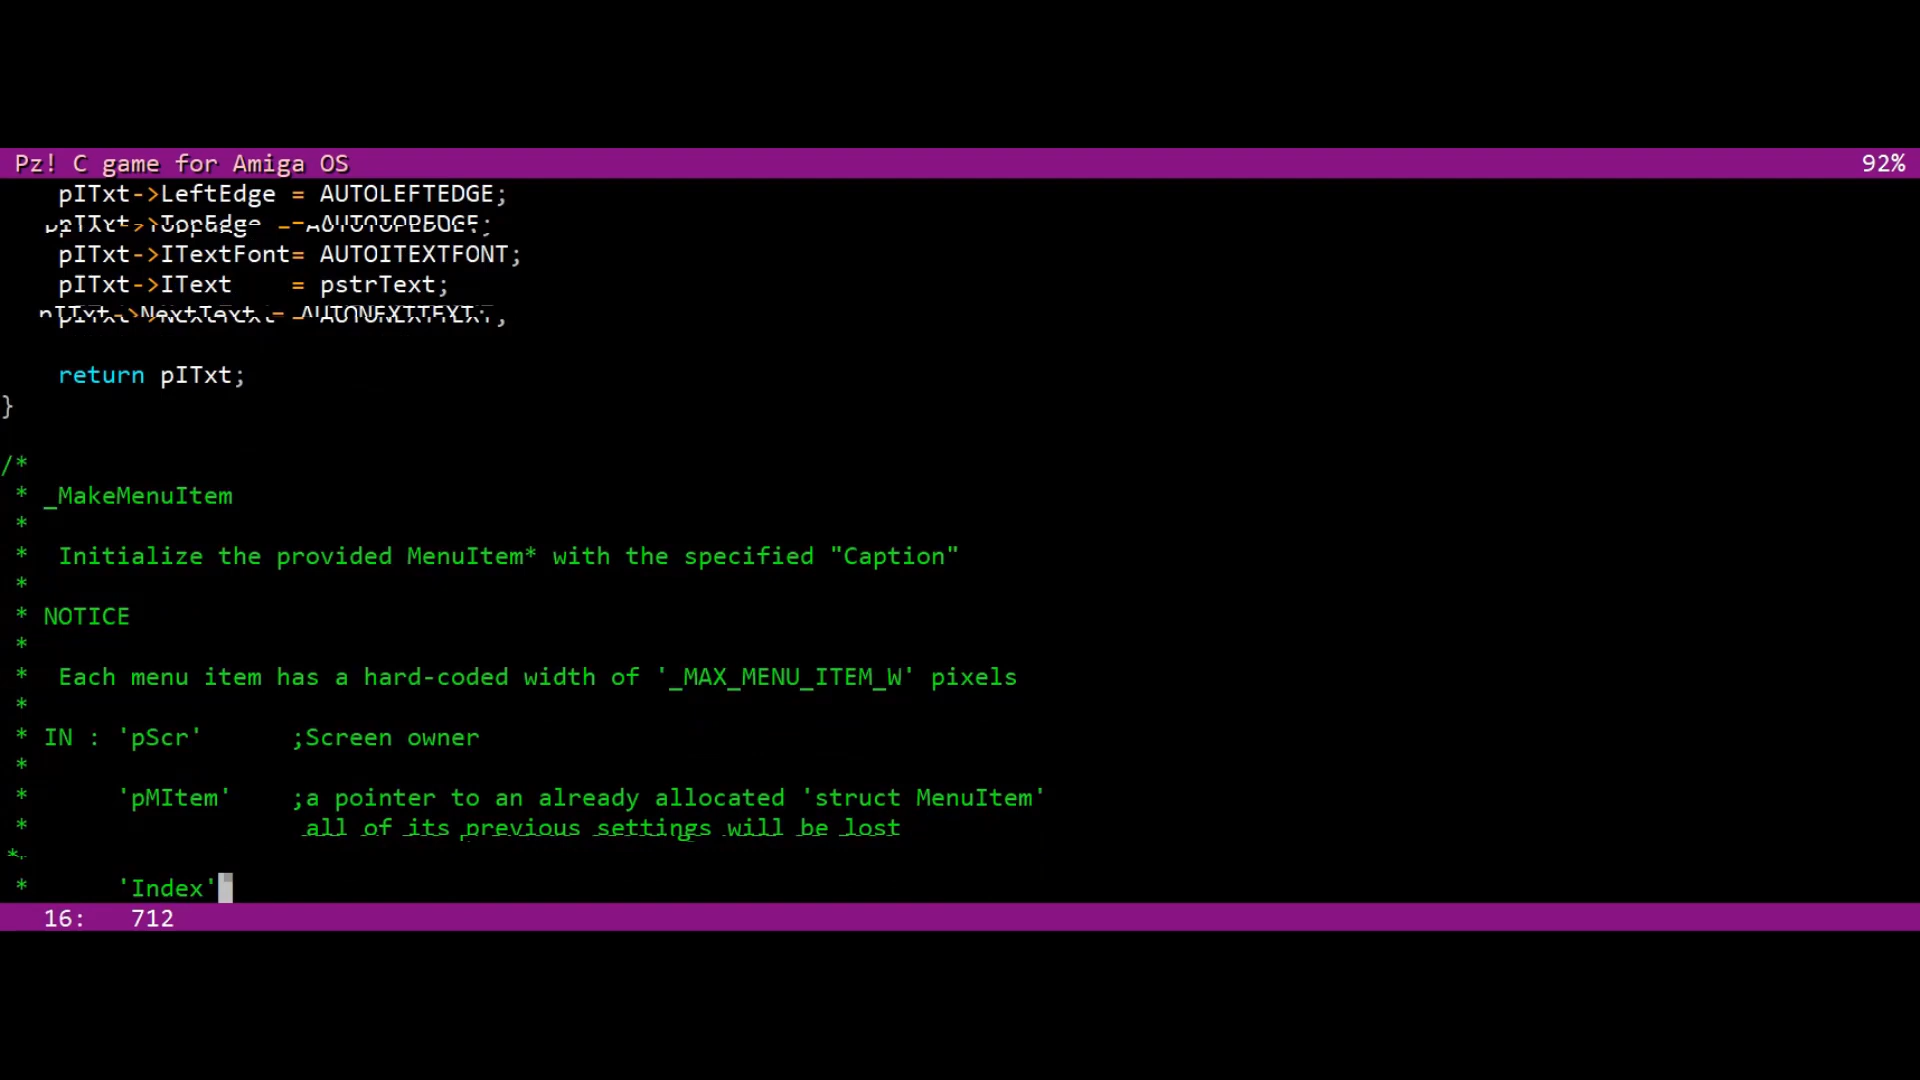 Pz! C game for Amiga OS 92%
pITxt->LeftEdge = AUTOLEFTEDGE;
pITxt->TopEdge = AUTOTOPEDGE;
pITxt->ITextFont= AUTOITEXTFONT;
pITxt->IText    = pstrText;
pITxt->NextText = AUTONEXTTEXT;
return pITxt;
}
/*
* _MakeMenuItem
*
*  Initialize the provided MenuItem* with the specified "Caption"
*
* NOTICE
*
*  Each menu item has a hard-coded width of '_MAX_MENU_ITEM_W' pixels
*
* IN : 'pScr'      ;Screen owner
*
*      'pMItem'    ;a pointer to an already allocated 'struct MenuItem'
*                   all of its previous settings will be lost
*
*      'Index'
16:   712